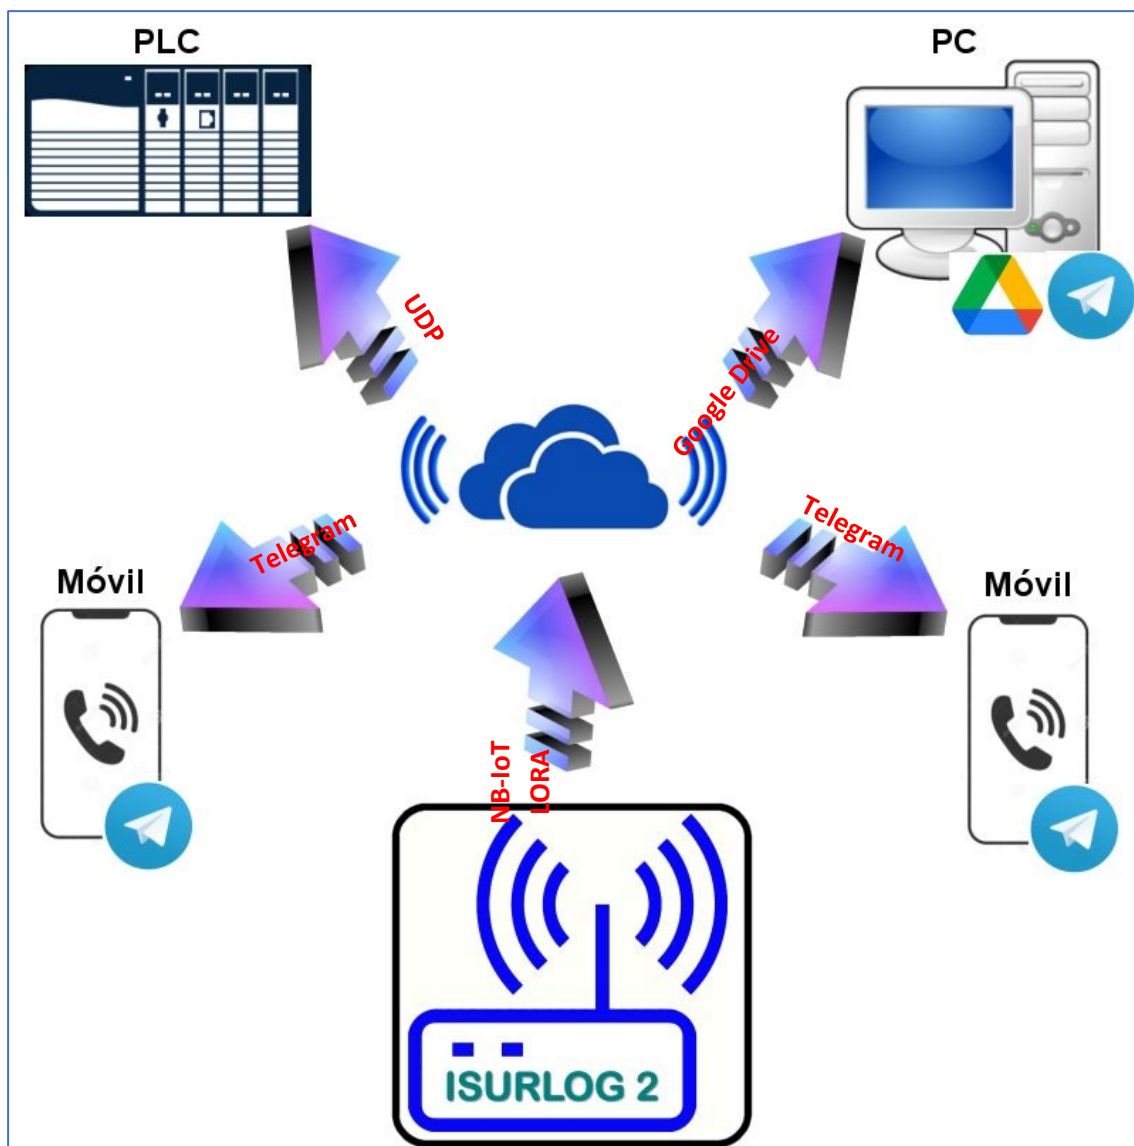 PLC
PC
UDP
Google Drive
Telegram
Telegram
Móvil
Móvil
NB-IoT
LORA
ISURLOG 2